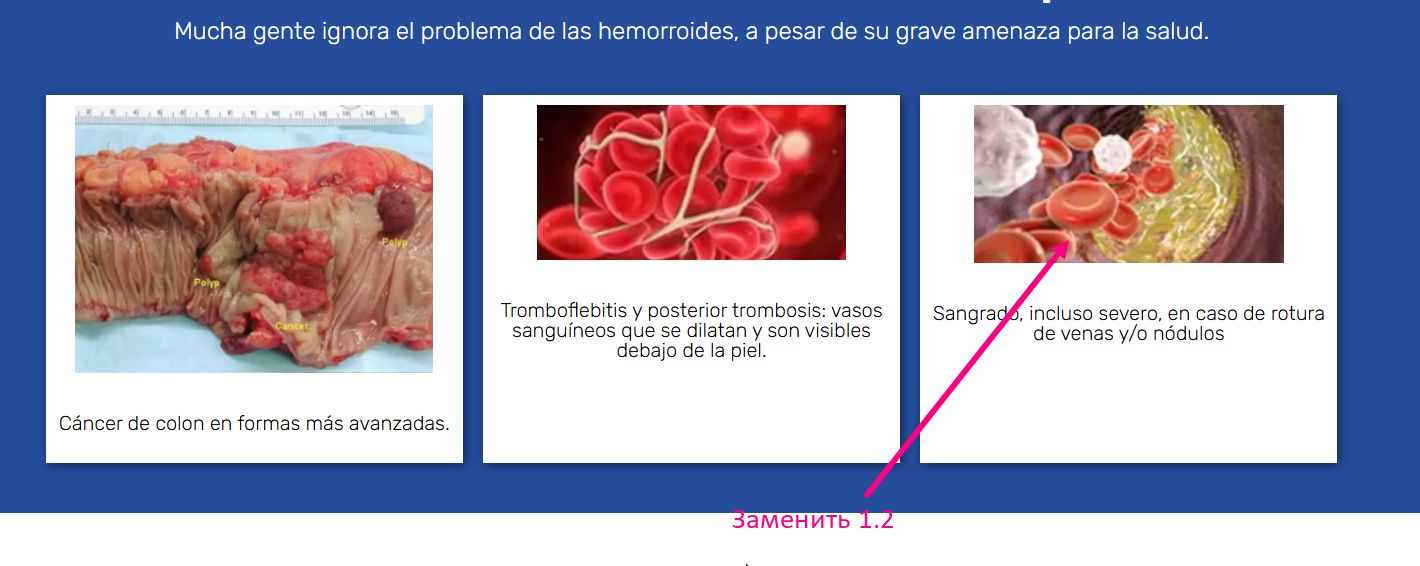 Mucha gente ignora el problema de las hemorroides, a pesar de su grave amenaza para la salud.
Polyp
Polyp
Cancer
Cáncer de colon en formas más avanzadas.
Tromboflebitis y posterior trombosis: vasos
sanguíneos que se dilatan y son visibles
debajo de la piel.
Sangrado, incluso severo, en caso de rotura
de venas y/o nódulos
Заменить 1.2